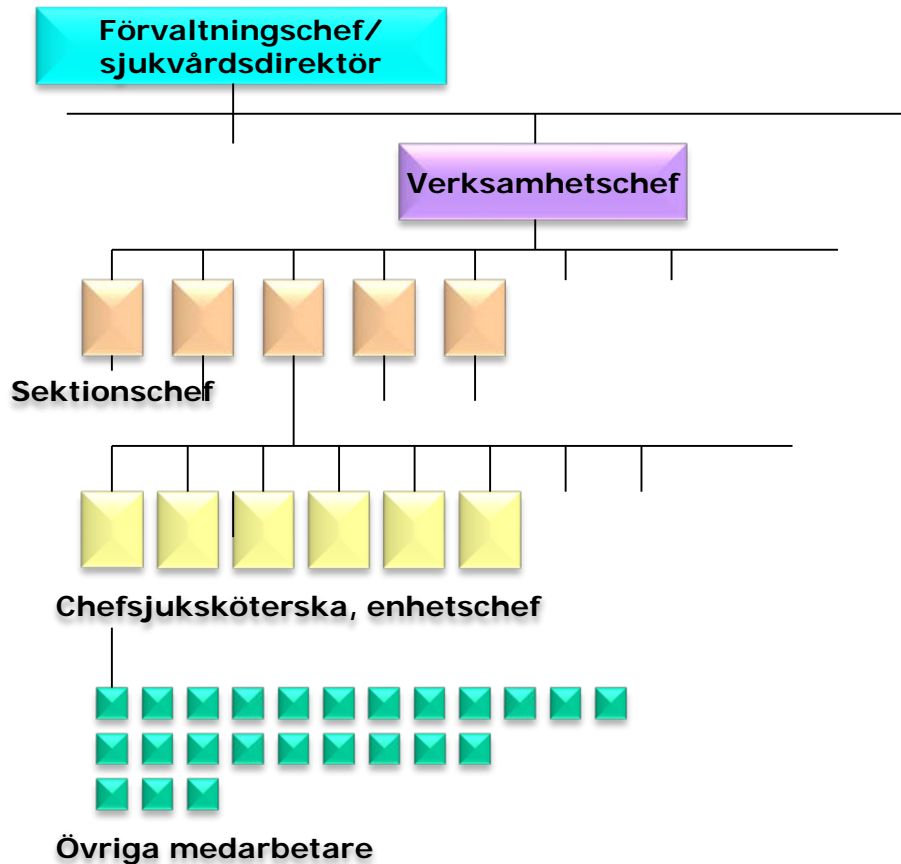 Förvaltningschef/
sjukvårdsdirektör
Verksamhetschef
Sektionschef
Chefsjuksköterska, enhetschef
Övriga medarbetare